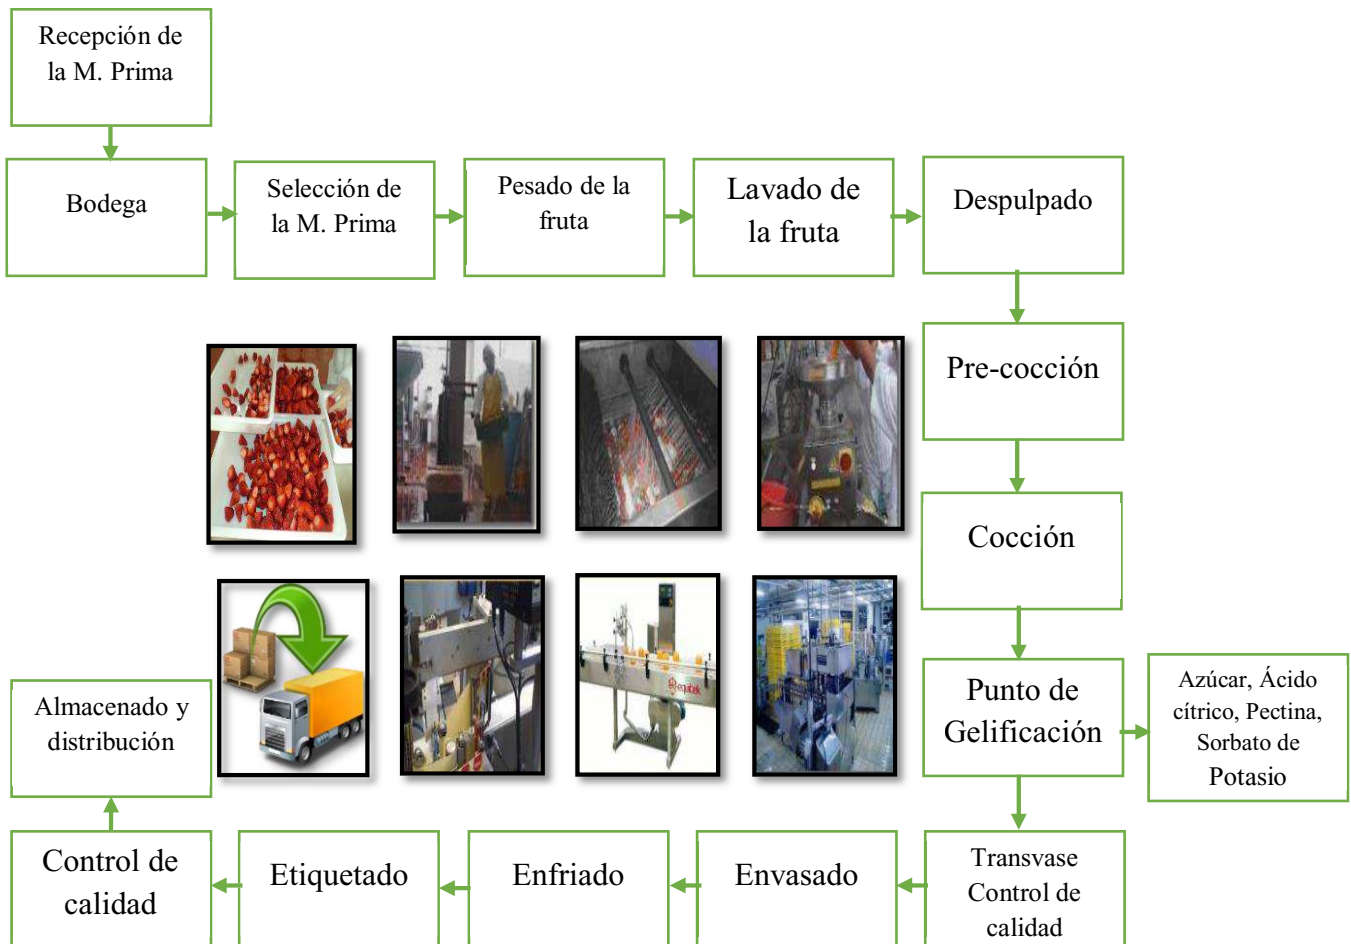 Recepción de
la M. Prima
Bodega
Selección de
la M. Prima
Pesado de la
fruta
Lavado de
la fruta
Despulpado
Pre-cocción
Cocción
Punto de
Gelificación
Azúcar, Ácido
cítrico, Pectina,
Sorbato de
Potasio
Transvase
Control de
calidad
Envasado
Enfriado
Etiquetado
Control de
calidad
Almacenado y
distribución
equitek